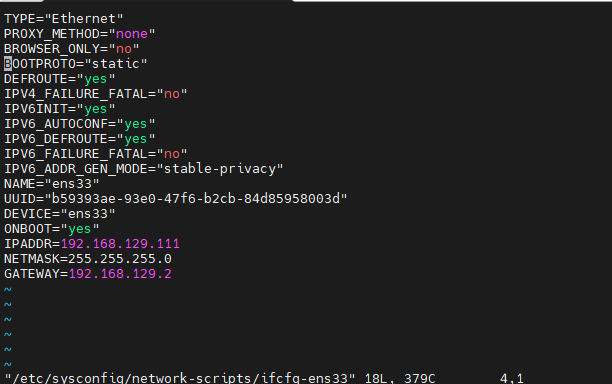 TYPE="Ethernet"
PROXY_METHOD="none"
BROWSER_ONLY="no"
BOOTPROTO="static"
DEFROUTE="yes"
IPV4_FAILURE_FATAL="no"
IPV6INIT="yes"
IPV6_AUTOCONF="yes"
IPV6_DEFROUTE="yes"
IPV6_FAILURE_FATAL="no"
IPV6_ADDR_GEN_MODE="stable-privacy"
NAME="ens33"
UUID="b59393ae-93e0-47f6-b2cb-84d85958003d"
DEVICE="ens33"
ONBOOT="yes"
IPADDR=192.168.129.111
NETMASK=255.255.255.0
GATEWAY=192.168.129.2
~
~
~
~
~
~
"/etc/sysconfig/network-scripts/ifcfg-ens33" 18L, 379C 4,1